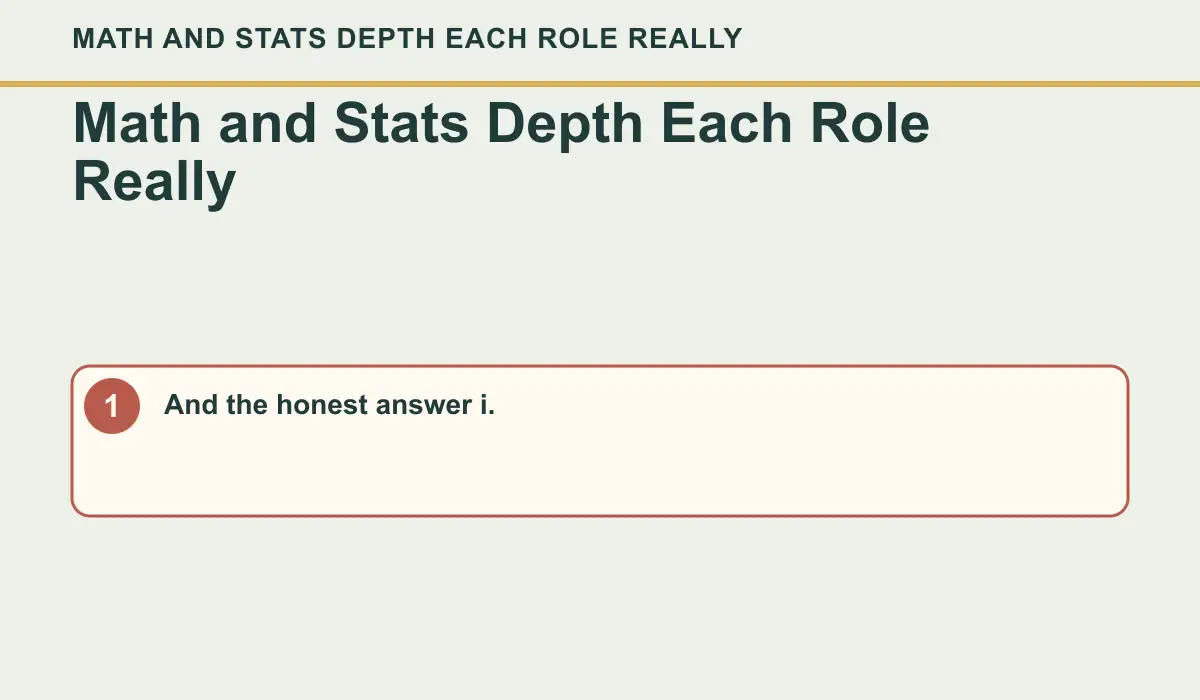 MATH AND STATS DEPTH EACH ROLE REALLY
Math and Stats Depth Each Role
Really
1
And the honest answer i.